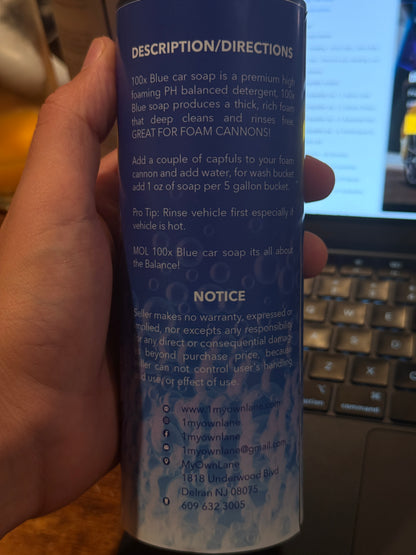 DESCRIPTION/DIRECTIONS
100x Blue car soap is a premium high
foaming PH balanced detergent, 100x
Blue soap produces a thick, rich foam
that deep cleans and rinses free.
GREAT FOR FOAM CANNONS!
Add a couple of capfuls to your foam
cannon and add water, for wash bucket
add 1 oz of soap per 5 gallon bucket.
Pro Tip: Rinse vehicle first especially if
vehicle is hot.
MOL 100x Blue car soap its all about
the Balance!
NOTICE
Seller makes no warranty, expressed or
implied, nor excepts any responsibility
for any direct or consequential damag-
es beyond purchase price, because
seller can not control user's handling,
and use, or effect of use.
www.1myownlane.com
1myownlane
1myownlane
1myownlane@gmail.com
MyOwnLane
1818 Underwood Blvd
Delran NJ 08075
609 632 3005
option
command